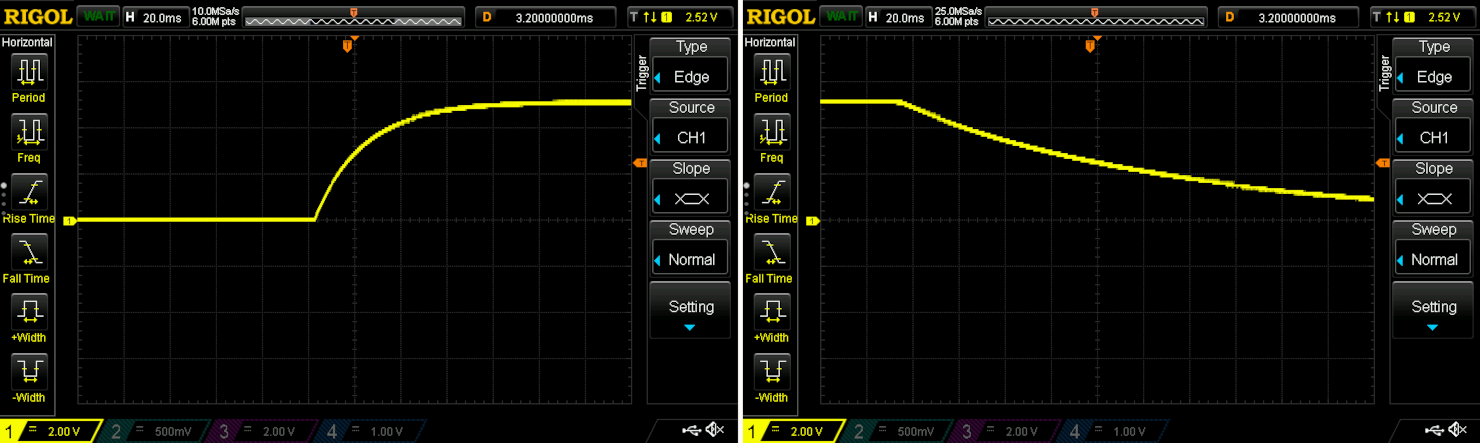 RIGOL WAIT H 20.0ms 10.0MSa/s 6.00M pts T D 3.20000000ms T 1 2.52 V
Horizontal
Period
Freq
Rise Time
Fall Time
+Width
-Width
T
1
T
Trigger
Type
Edge
Source
CH1
Slope
Sweep
Normal
Setting
1 2.00 V 2 500mV 3 2.00 V 4 1.00 V
RIGOL WAIT H 20.0ms 25.0MSa/s 6.00M pts T D 3.20000000ms T 1 2.52 V
Horizontal
Period
Freq
Rise Time
Fall Time
+Width
-Width
T
1
T
Trigger
Type
Edge
Source
CH1
Slope
Sweep
Normal
Setting
1 2.00 V 2 500mV 3 2.00 V 4 1.00 V